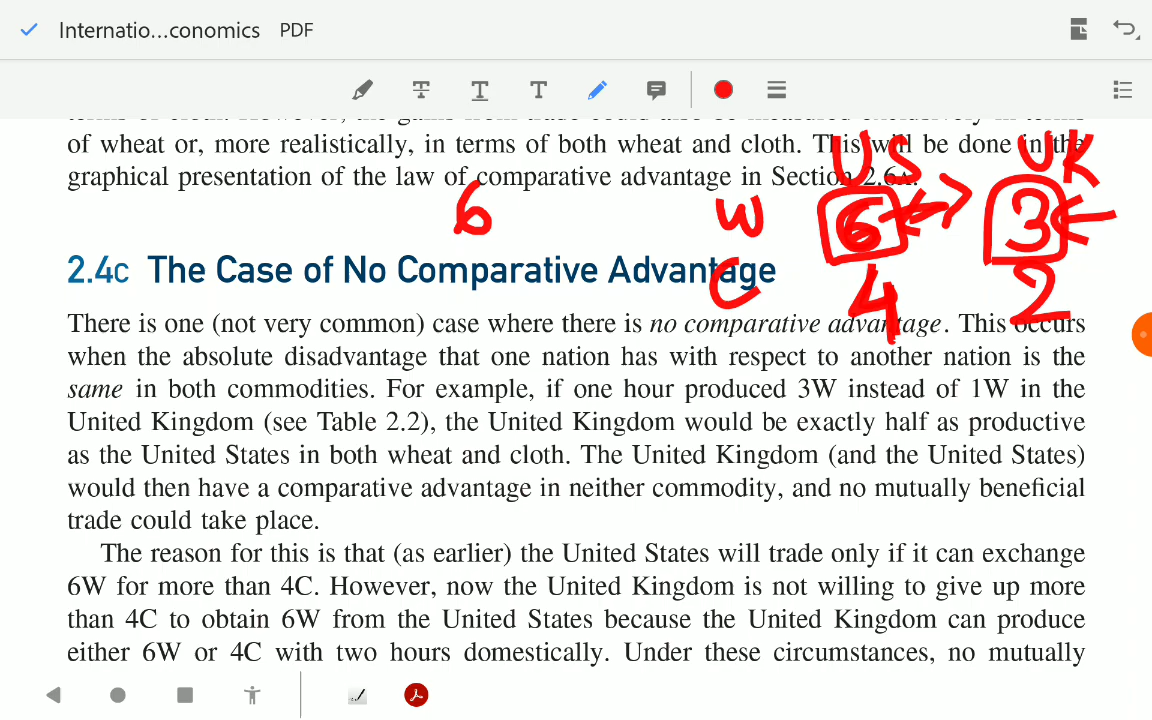 Internatio...conomics PDF
of wheat or, more realistically, in terms of both wheat and cloth. This will be done in the
graphical presentation of the law of comparative advantage in Section 2.6A.
US UK
6 W 6 3
2.4C The Case of No Comparative Advantage
C 4 2
There is one (not very common) case where there is no comparative advantage. This occurs
when the absolute disadvantage that one nation has with respect to another nation is the
same in both commodities. For example, if one hour produced 3W instead of 1W in the
United Kingdom (see Table 2.2), the United Kingdom would be exactly half as productive
as the United States in both wheat and cloth. The United Kingdom (and the United States)
would then have a comparative advantage in neither commodity, and no mutually beneficial
trade could take place.
The reason for this is that (as earlier) the United States will trade only if it can exchange
6W for more than 4C. However, now the United Kingdom is not willing to give up more
than 4C to obtain 6W from the United States because the United Kingdom can produce
either 6W or 4C with two hours domestically. Under these circumstances, no mutually